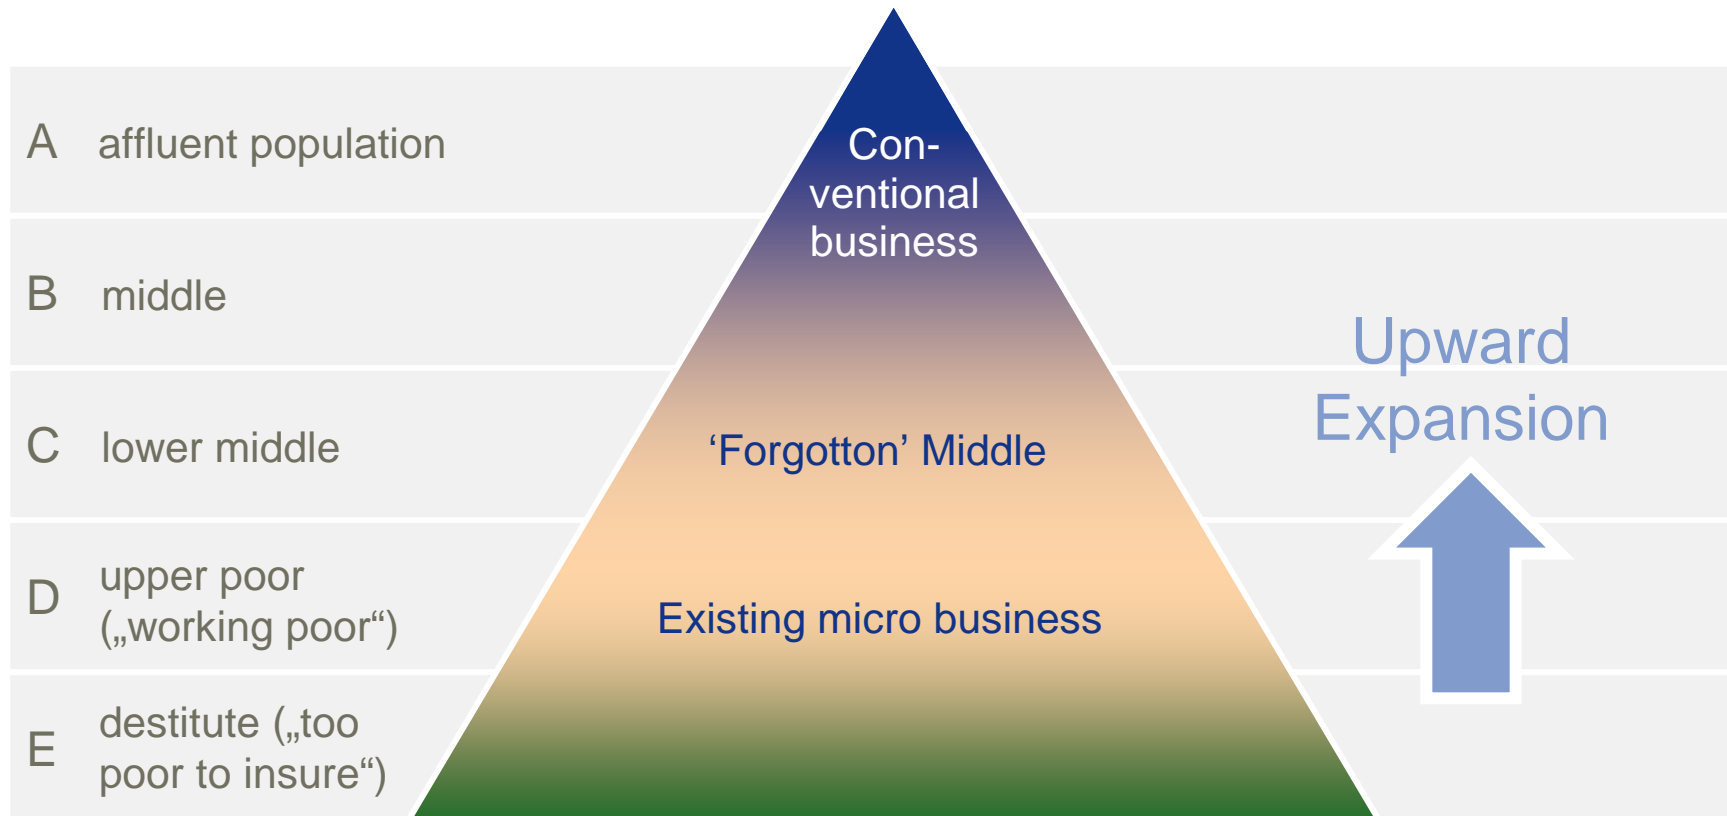 A affluent population
Con-
ventional
business
B middle
Upward
Expansion
C lower middle
‘Forgotton’ Middle
D upper poor
(„working poor“)
Existing micro business
E destitute („too
poor to insure“)